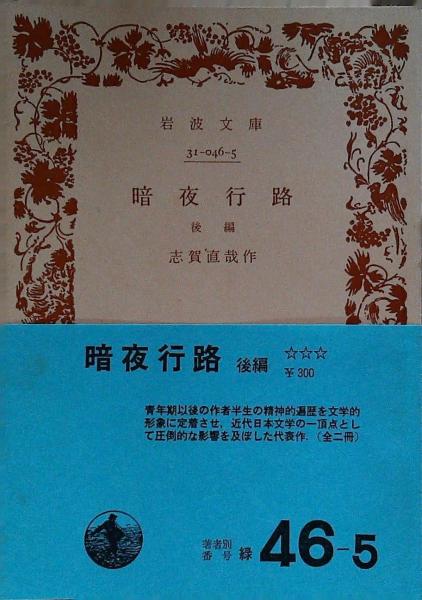 岩波文庫
31-046-5
暗夜行路
後編
志賀直哉作
暗夜行路 後編 ☆☆☆
¥300
青年期以後の作者半生の精神的遍歴を文学的
形象に定着させ，近代日本文学の一頂点とし
て圧倒的な影響を及ぼした代表作．（全二冊）
著者別
番号 緑 46-5